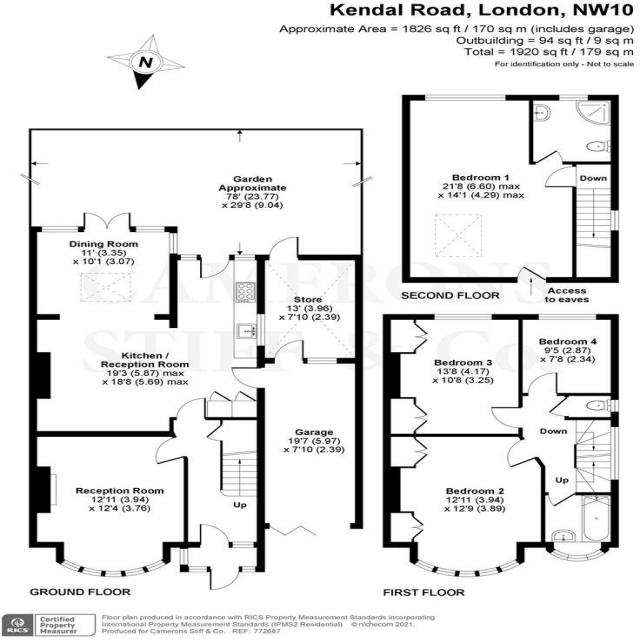 Kendal Road, London, NW10
Approximate Area = 1826 sq ft / 170 sq m (includes garage)
Outbuilding = 94 sq ft / 9 sq m
Total = 1920 sq ft / 179 sq m
For identification only - Not to scale
N
Garden
Approximate
78' (23.77)
x 29'8 (9.04)
Dining Room
11' (3.35)
x 10'1 (3.07)
Store
13' (3.96)
x 7'10 (2.39)
Kitchen /
Reception Room
19'3 (5.87) max
x 18'8 (5.69) max
Garage
19'7 (5.97)
x 7'10 (2.39)
Reception Room
12'11 (3.94)
x 12'4 (3.76)
Up
GROUND FLOOR
Bedroom 1
21'8 (6.60) max
x 14'1 (4.29) max
Down
Access
to eaves
SECOND FLOOR
Bedroom 3
13'8 (4.17)
x 10'8 (3.25)
Bedroom 4
9'5 (2.87)
x 7'8 (2.34)
Down
Up
Bedroom 2
12'11 (3.94)
x 12'9 (3.89)
FIRST FLOOR
CAMERONS
STIFF & Co
RICS
Certified
Property
Measurer
Floor plan produced in accordance with RICS Property Measurement Standards incorporating
International Property Measurement Standards (IPMS2 Residential). © nichecom 2021.
Produced for Camerons Stiff & Co. REF: 772687